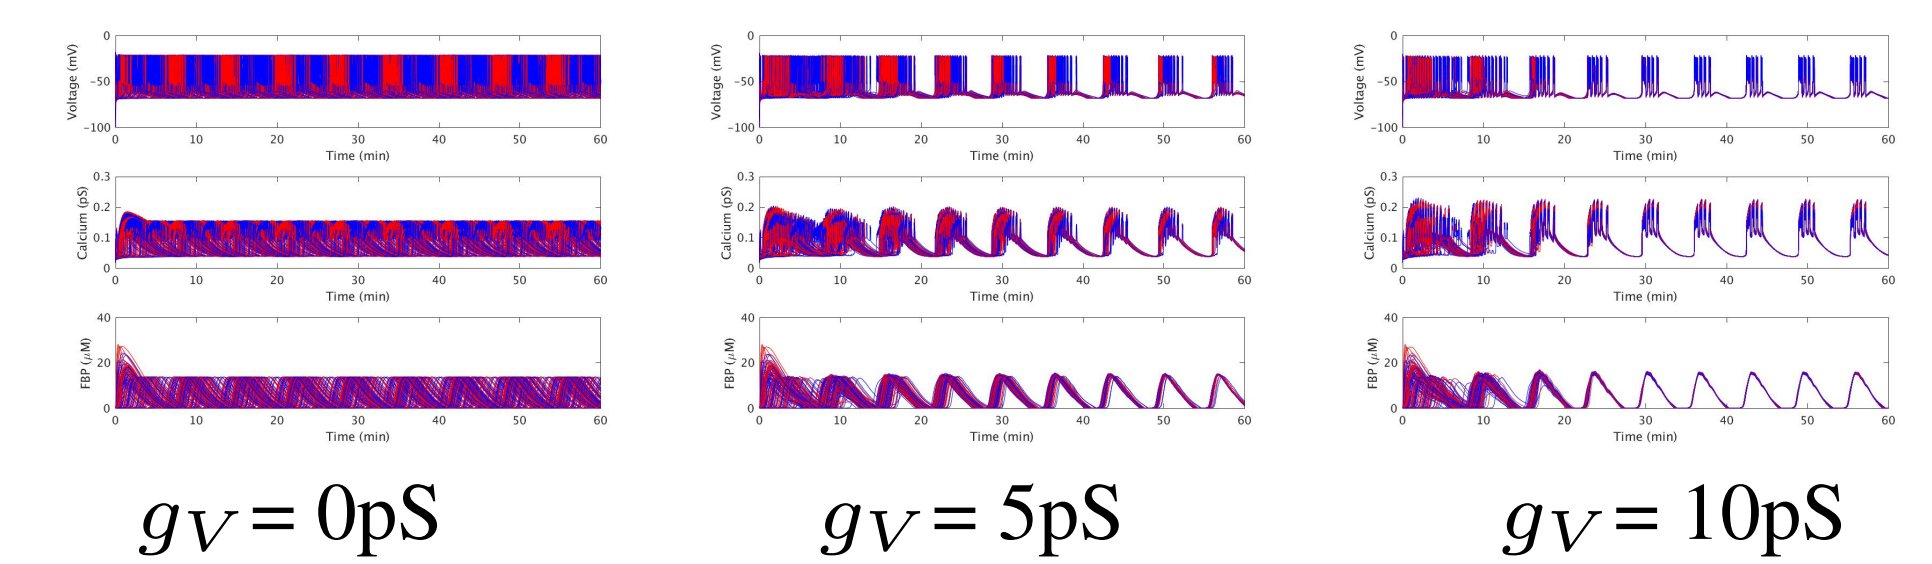 0
−50
−100
Voltage (mV)
0 10 20 30 40 50 60
Time (min)
0.3
0.2
0.1
0
Calcium (pS)
0 10 20 30 40 50 60
Time (min)
40
20
0
FBP (μM)
0 10 20 30 40 50 60
Time (min)
g_V = 0pS
0
−50
−100
Voltage (mV)
0 10 20 30 40 50 60
Time (min)
0.3
0.2
0.1
0
Calcium (pS)
0 10 20 30 40 50 60
Time (min)
40
20
0
FBP (μM)
0 10 20 30 40 50 60
Time (min)
g_V = 5pS
0
−50
−100
Voltage (mV)
0 10 20 30 40 50 60
Time (min)
0.3
0.2
0.1
0
Calcium (pS)
0 10 20 30 40 50 60
Time (min)
40
20
0
FBP (μM)
0 10 20 30 40 50 60
Time (min)
g_V = 10pS